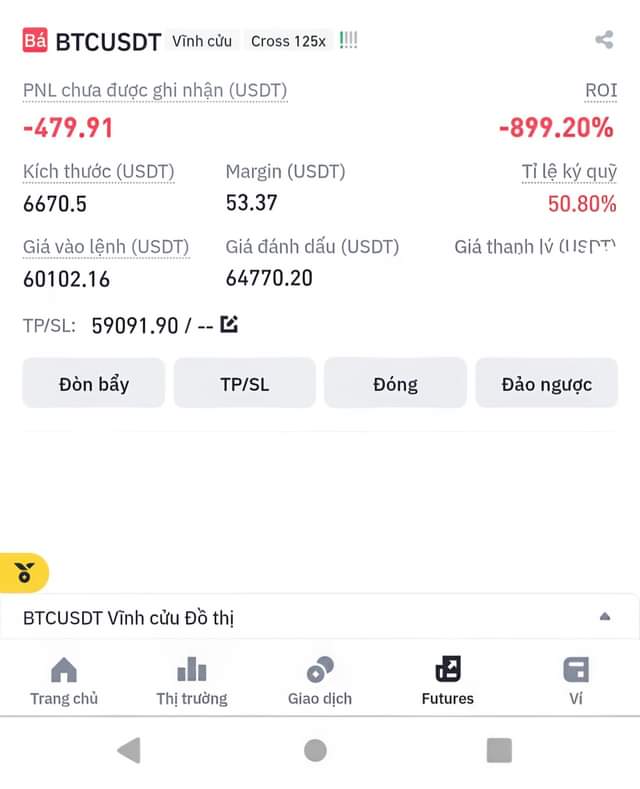 Bá BTCUSDT Vĩnh cửu Cross 125x
PNL chưa được ghi nhận (USDT) ROI
-479.91 -899.20%
Kích thước (USDT) Margin (USDT) Tỉ lệ ký quỹ
6670.5 53.37 50.80%
Giá vào lệnh (USDT) Giá đánh dấu (USDT) Giá thanh lý (USDT)
60102.16 64770.20
TP/SL: 59091.90 / --
Đòn bẩy TP/SL Đóng Đảo ngược
BTCUSDT Vĩnh cửu Đồ thị
Trang chủ Thị trường Giao dịch Futures Ví